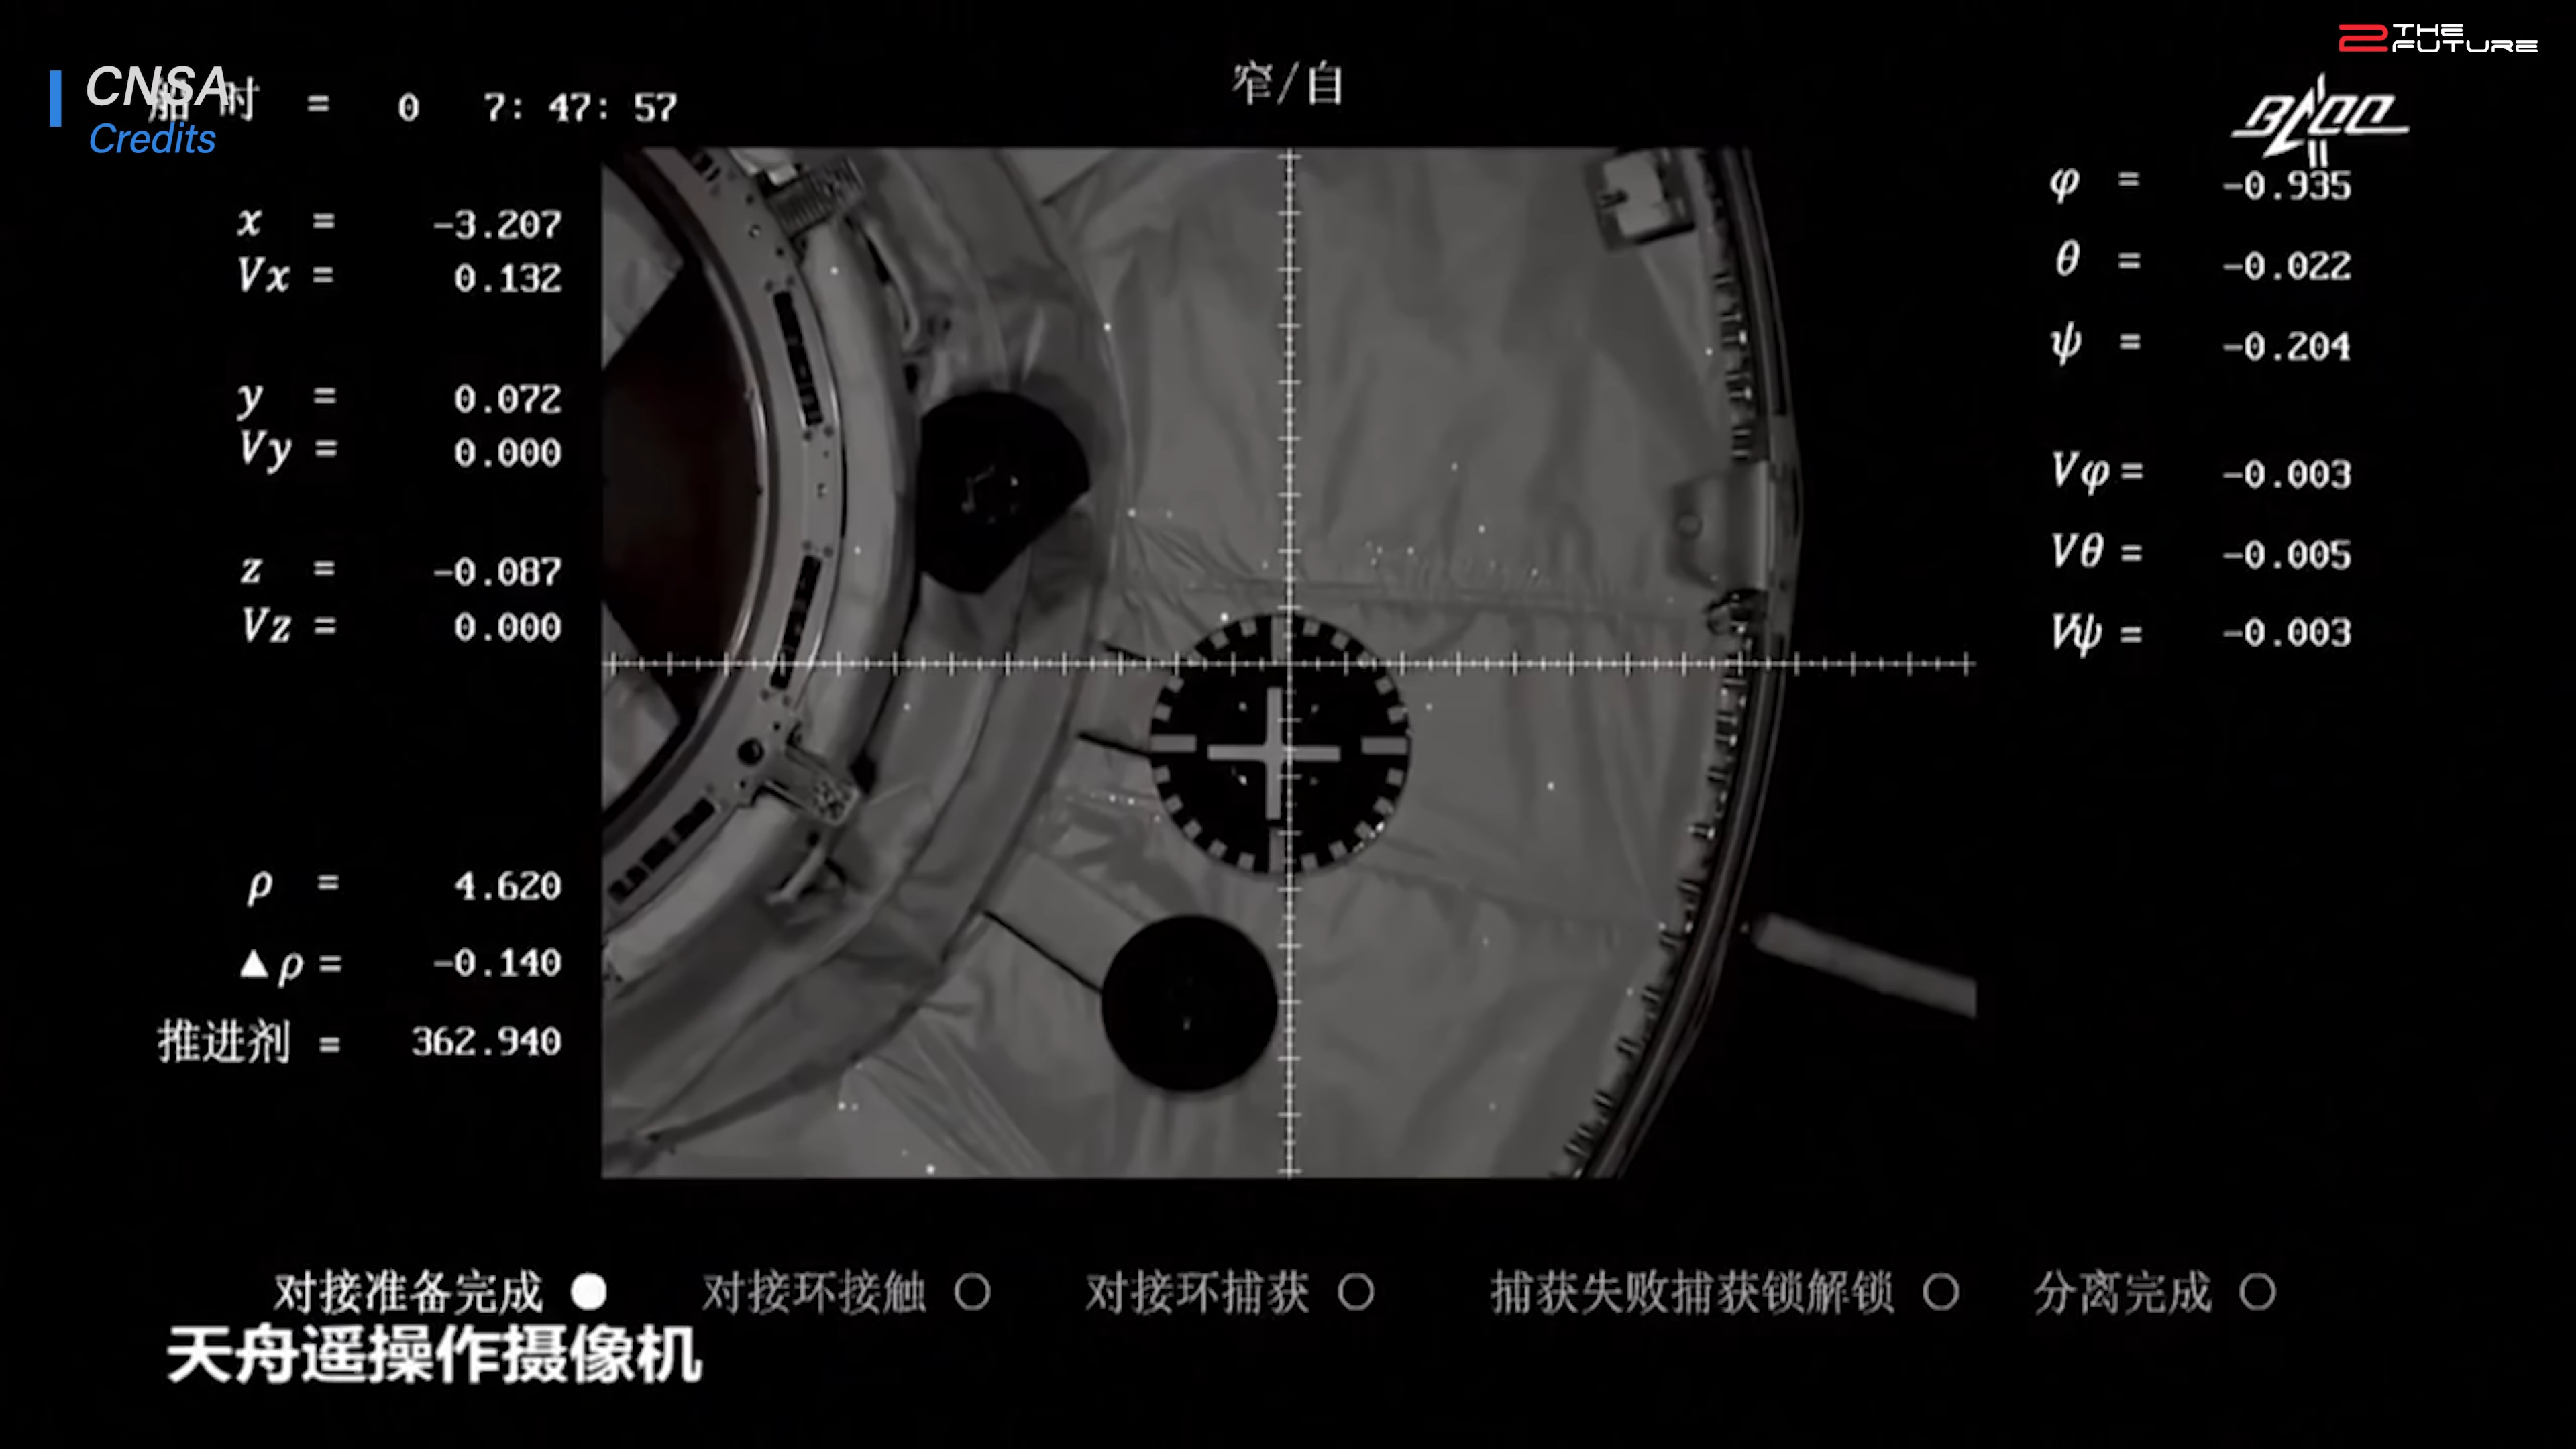 2 THE FUTURE
CNSA
Credits
船时 = 0 7: 47: 57
窄/自
BACC
x = -3.207
Vx = 0.132
y = 0.072
Vy = 0.000
z = -0.087
Vz = 0.000
ρ = 4.620
▲ρ = -0.140
推进剂 = 362.940
φ = -0.935
θ = -0.022
ψ = -0.204
Vφ = -0.003
Vθ = -0.005
Vψ = -0.003
对接准备完成 ● 对接环接触 ○ 对接环捕获 ○ 捕获失败捕获锁解锁 ○ 分离完成 ○
天舟遥操作摄像机